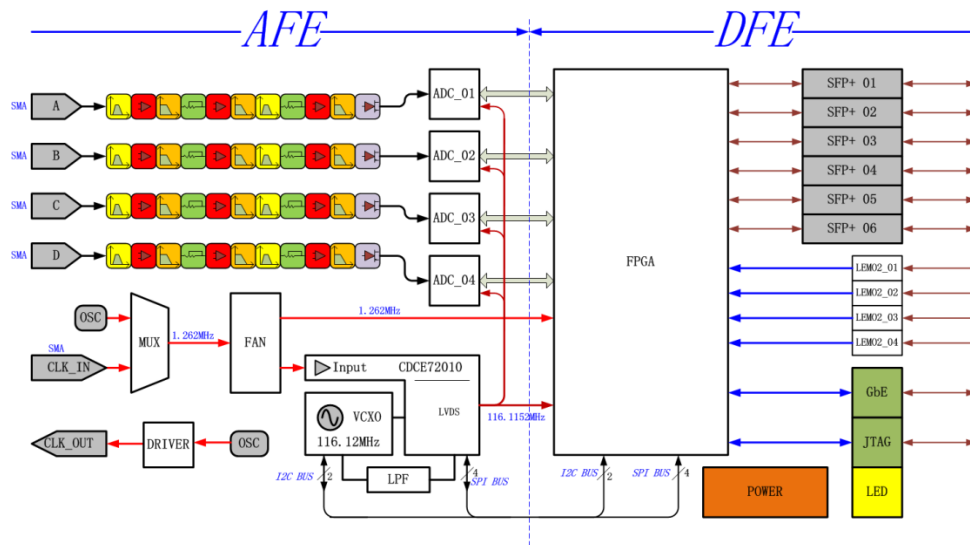 AFE
DFE
SMA
A
ADC_01
SFP+ 01
SFP+ 02
SMA
B
ADC_02
SFP+ 03
SFP+ 04
SMA
C
ADC_03
SFP+ 05
SFP+ 06
SMA
D
ADC_04
FPGA
LEMO2_01
LEMO2_02
LEMO2_03
LEMO2_04
OSC
1.262MHz
MUX
1.262MHz
FAN
SMA
CLK_IN
Input
CDCE72010
LVDS
GbE
VCXO
116.12MHz
116.1152MHz
CLK_OUT
DRIVER
OSC
JTAG
I2C BUS
2
LPF
4
SPI BUS
I2C BUS
2
SPI BUS
4
POWER
LED